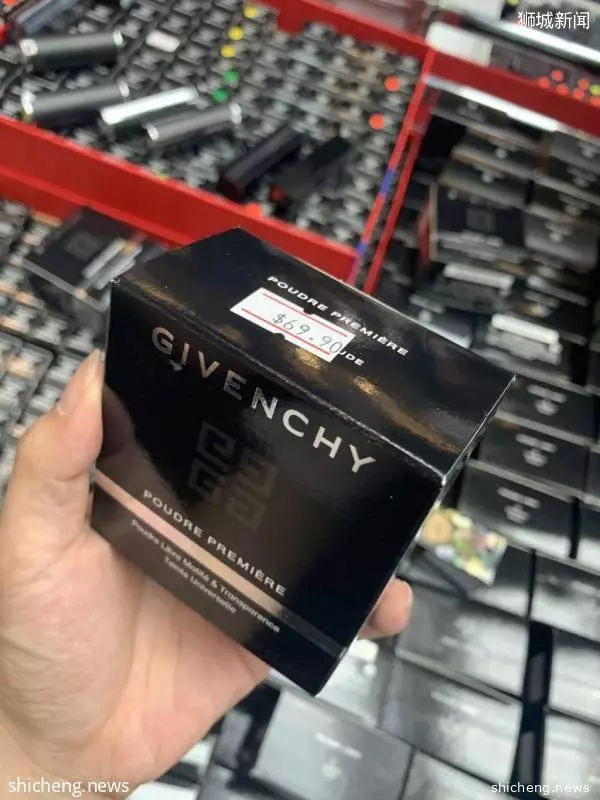 狮城新闻
POUDRE PREMIÈRE
$69.90
UDE
GIVENCHY
POUDRE PREMIÈRE
Poudre Libre Matité & Transparence
Teinte Universelle
shicheng.news
shicheng.news